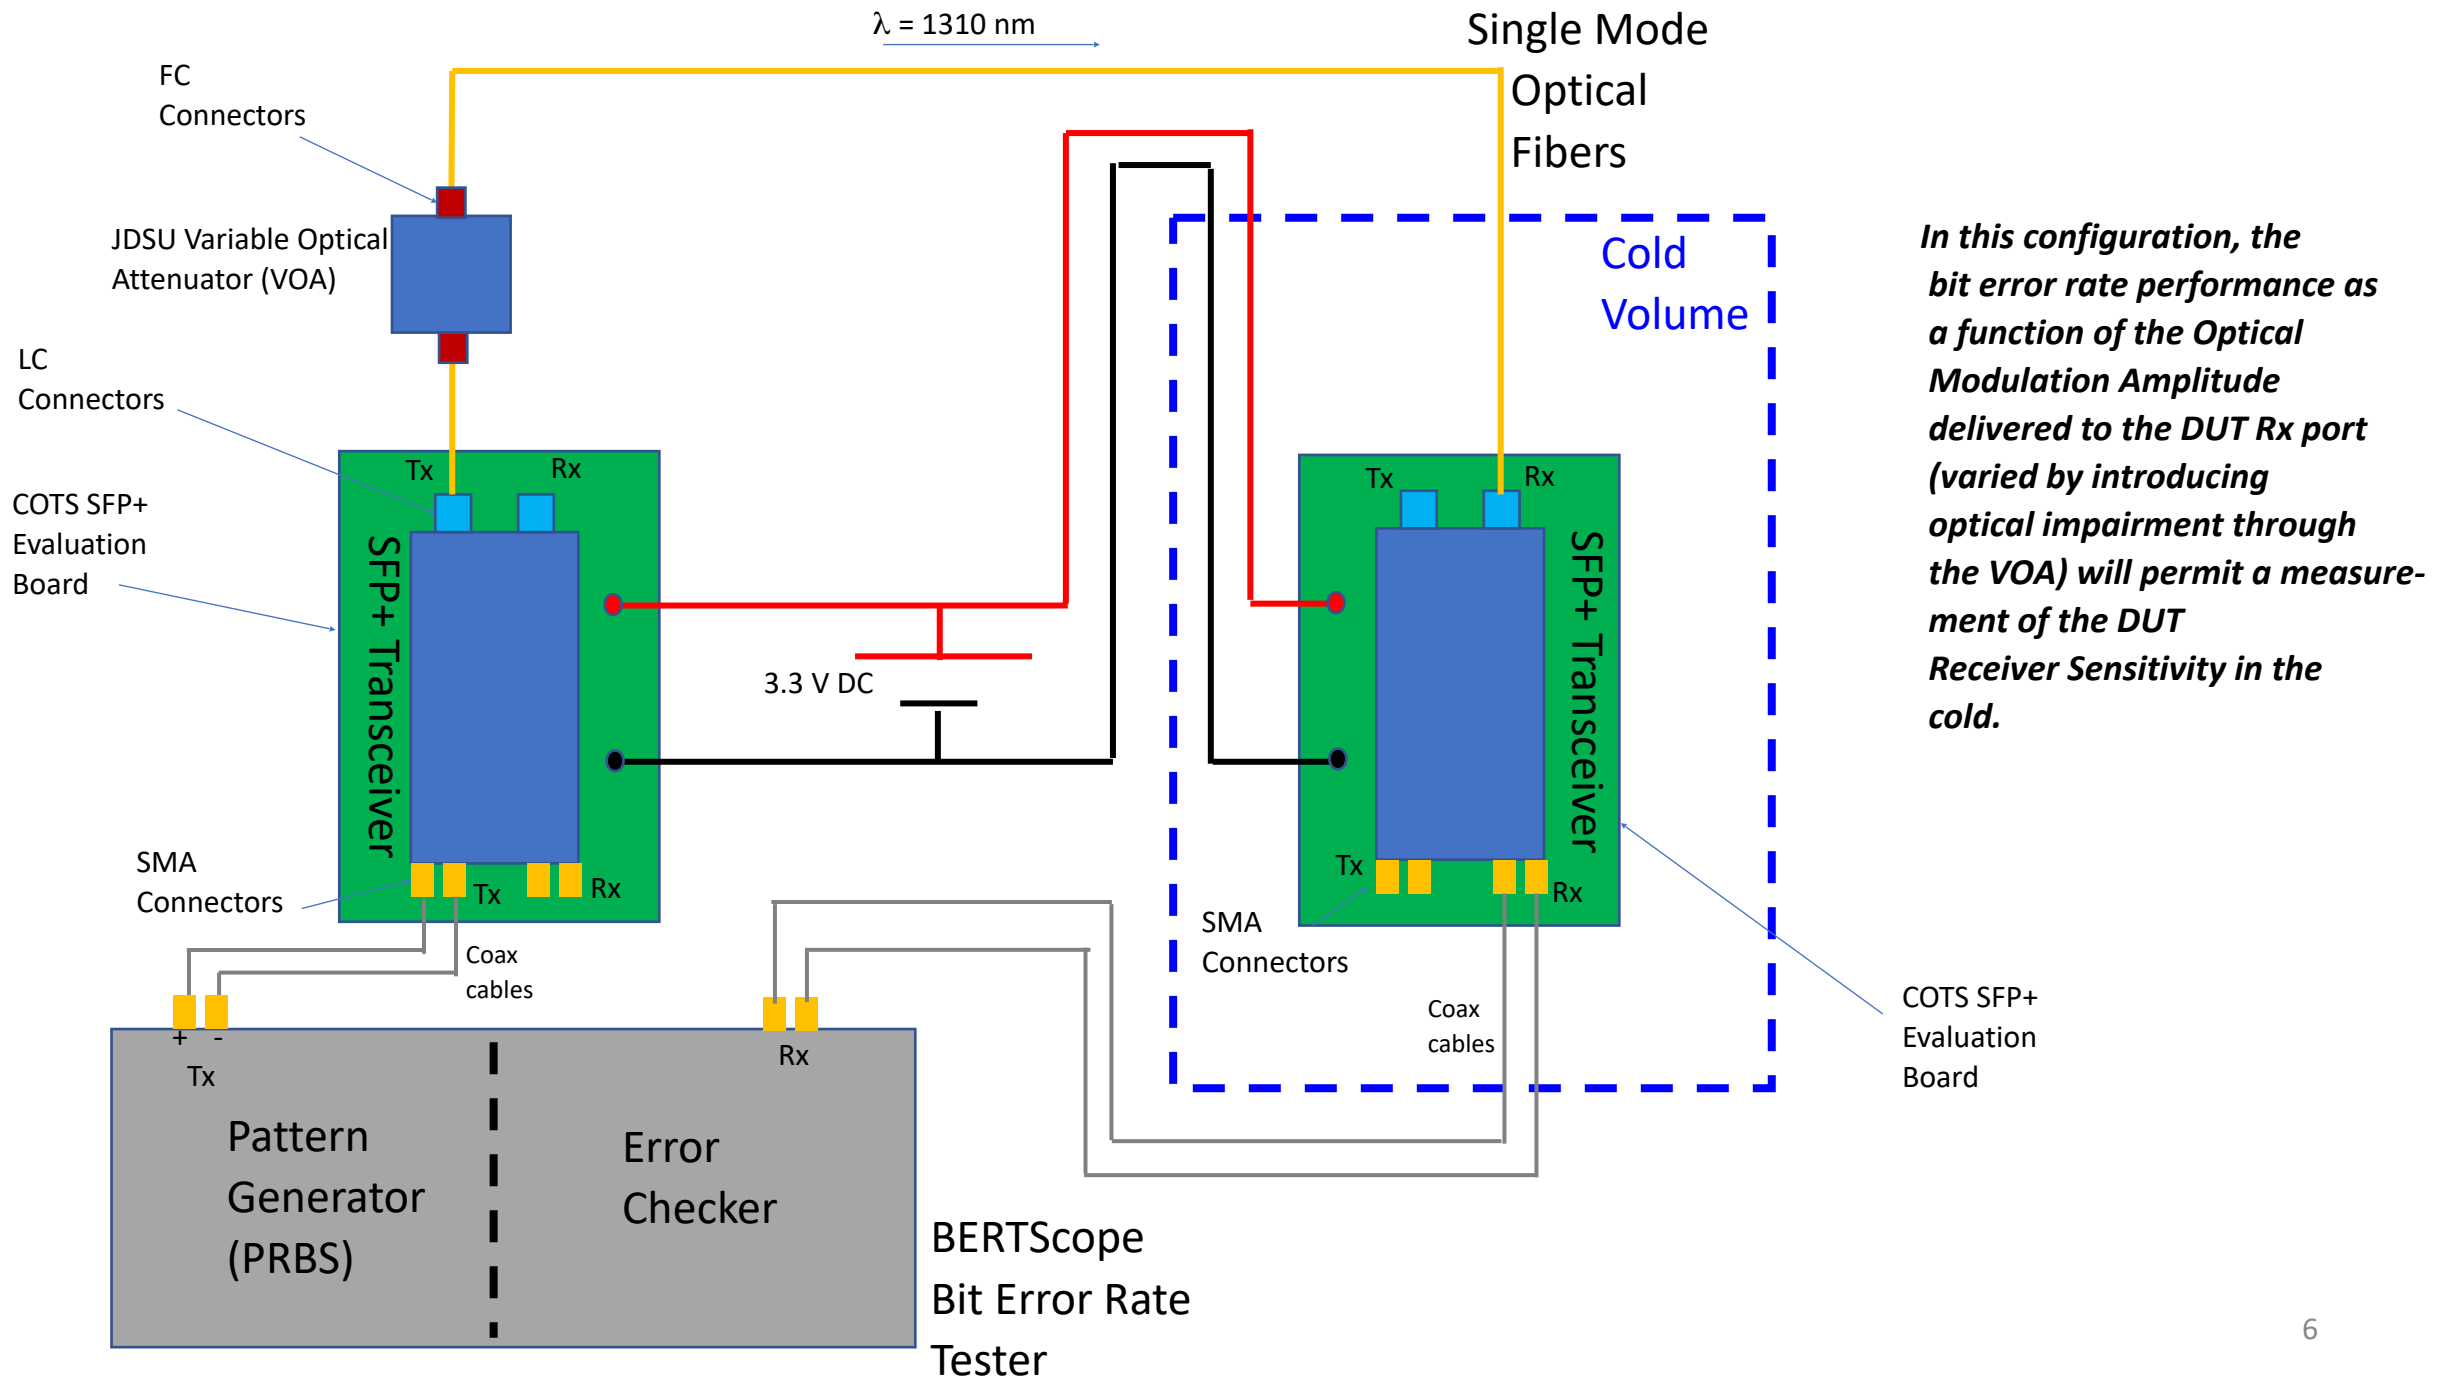 λ = 1310 nm
Single Mode
Optical
Fibers
FC
Connectors
JDSU Variable Optical
Attenuator (VOA)
Cold
Volume
In this configuration, the
bit error rate performance as
a function of the Optical
Modulation Amplitude
delivered to the DUT Rx port
(varied by introducing
optical impairment through
the VOA) will permit a measure-
ment of the DUT
Receiver Sensitivity in the
cold.
LC
Connectors
Tx
Rx
Tx
Rx
COTS SFP+
Evaluation
Board
SFP+ Transceiver
SFP+ Transceiver
3.3 V DC
SMA
Connectors
Tx
Rx
Tx
Rx
SMA
Connectors
Coax
cables
Coax
cables
COTS SFP+
Evaluation
Board
+ -
Tx
Rx
Pattern
Generator
(PRBS)
Error
Checker
BERTScope
Bit Error Rate
Tester
6